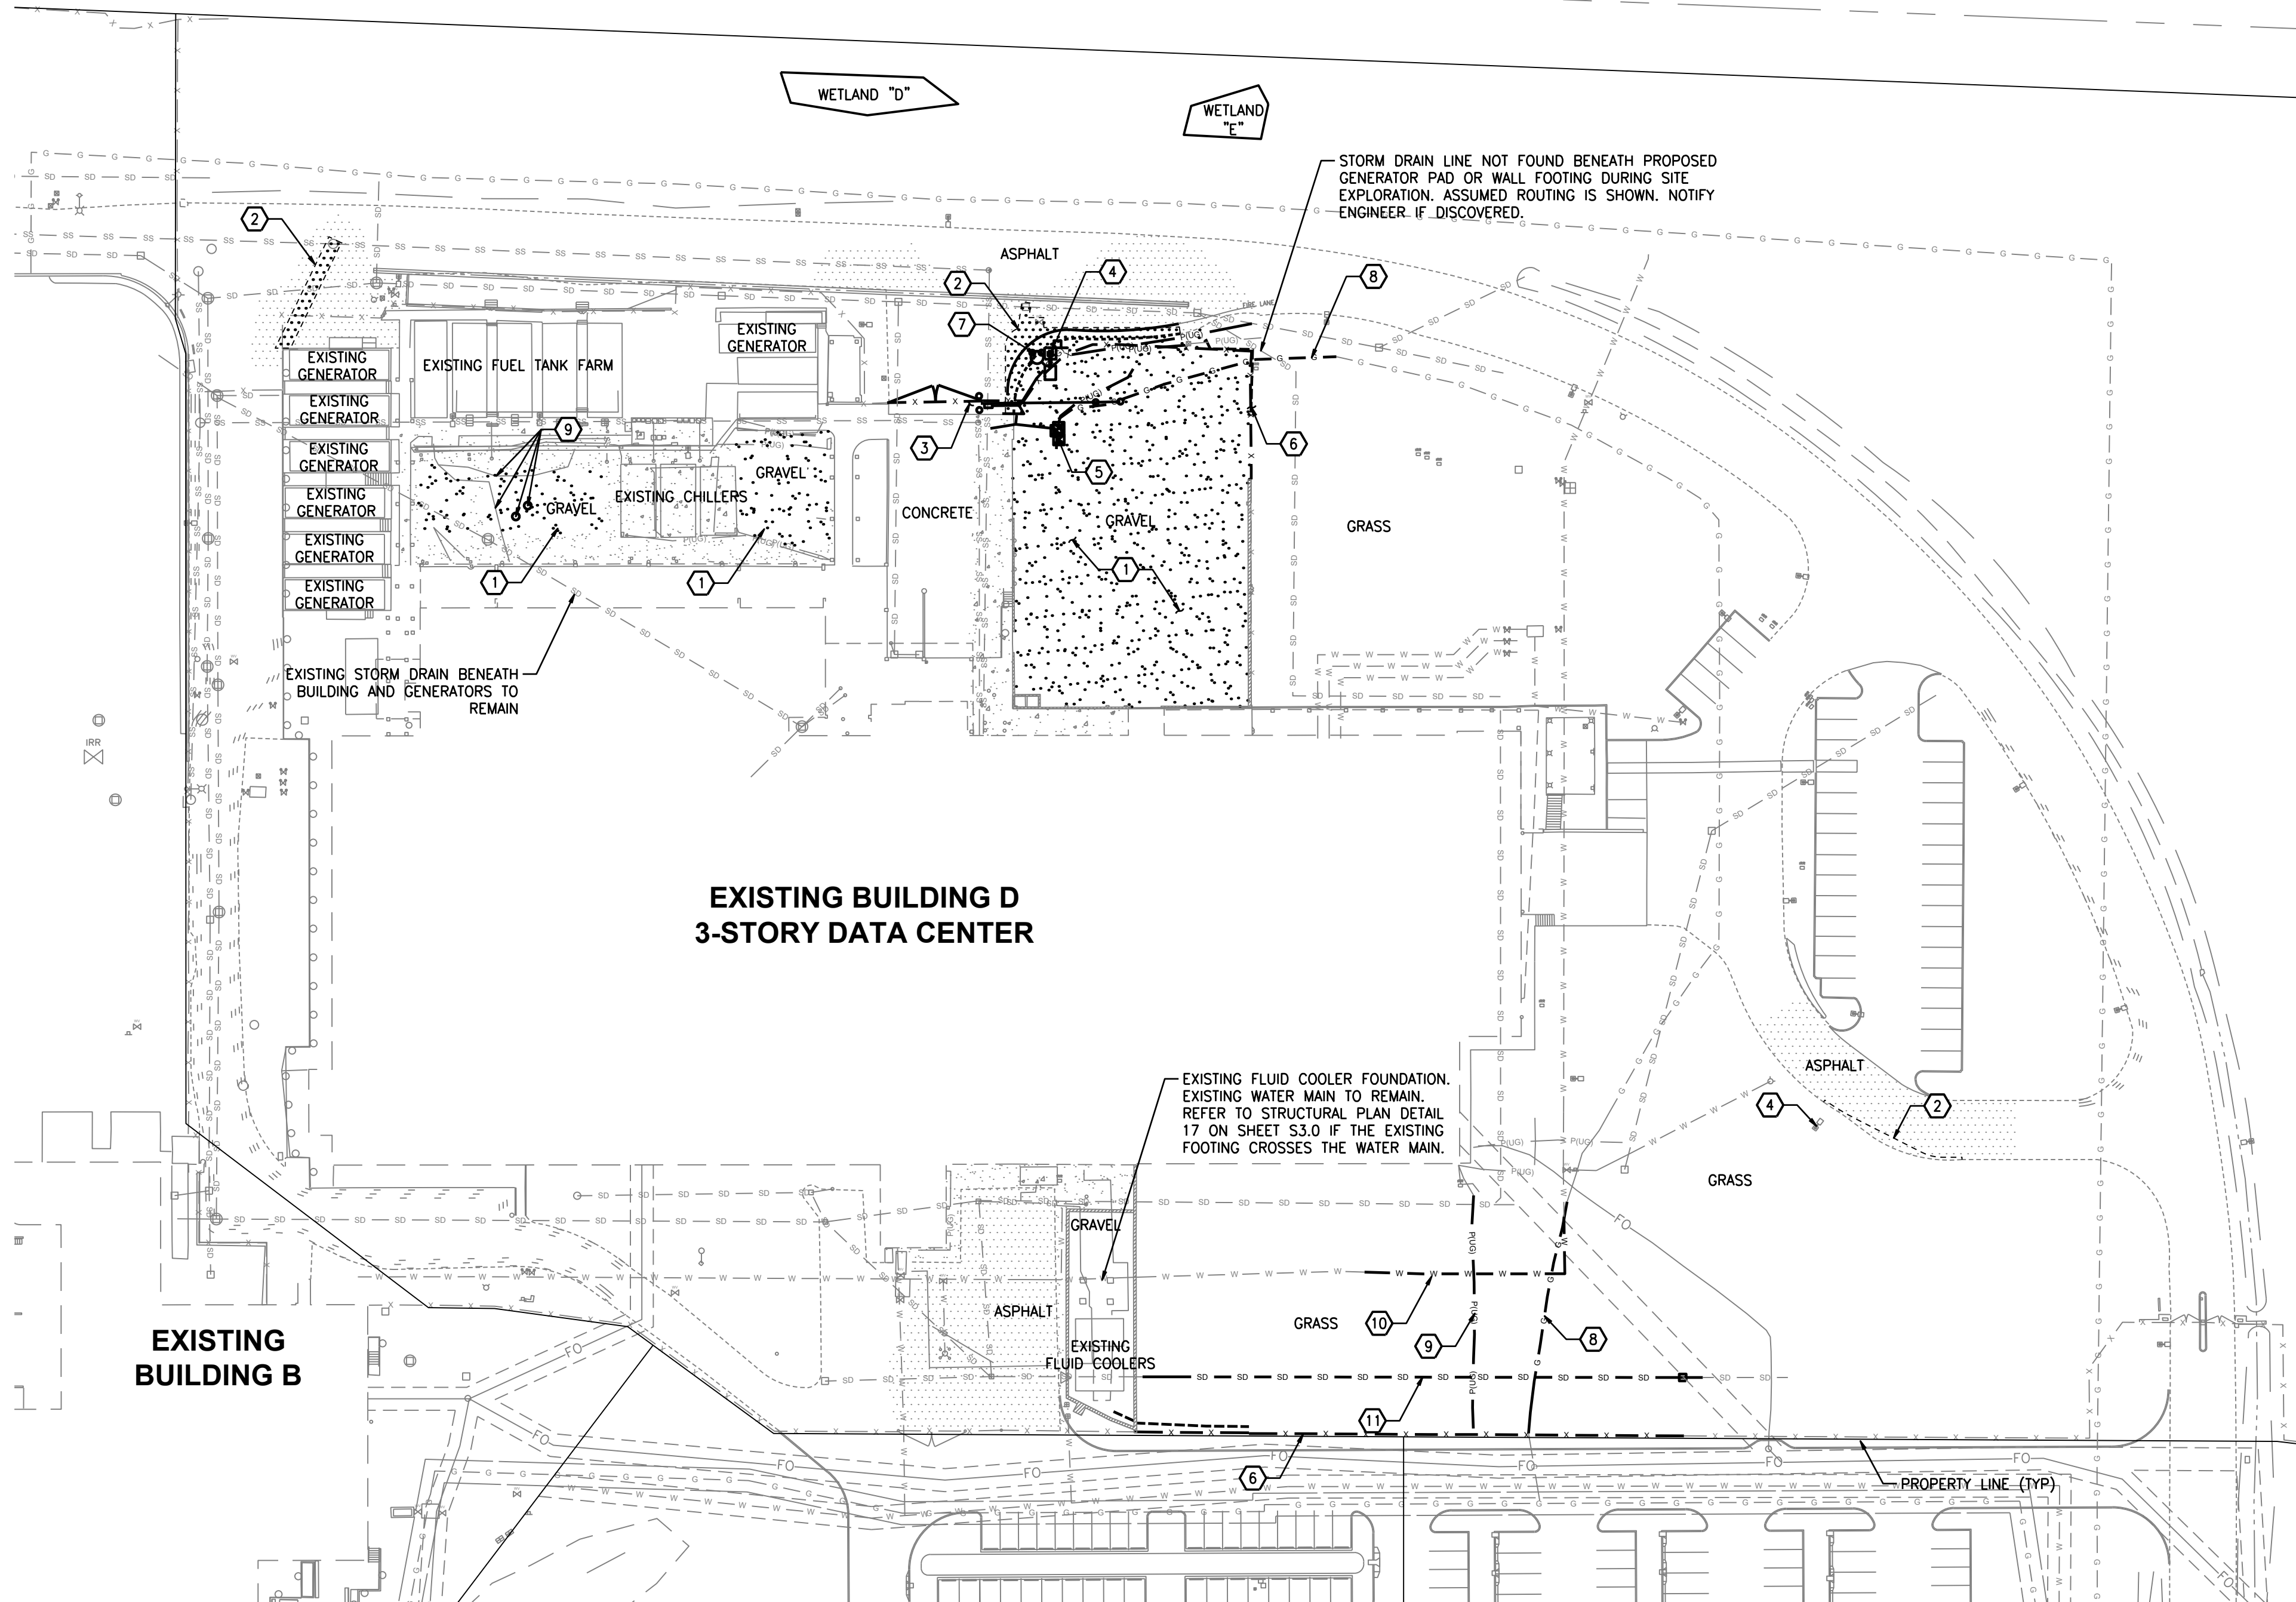 WETLAND "D"
WETLAND
"E"
STORM DRAIN LINE NOT FOUND BENEATH PROPOSED
GENERATOR PAD OR WALL FOOTING DURING SITE
EXPLORATION. ASSUMED ROUTING IS SHOWN. NOTIFY
ENGINEER IF DISCOVERED.
2
ASPHALT
2
4
8
7
FIRE LANE
EXISTING
GENERATOR
EXISTING FUEL TANK FARM
EXISTING
GENERATOR
EXISTING
GENERATOR
EXISTING
GENERATOR
EXISTING
GENERATOR
EXISTING
GENERATOR
EXISTING
GENERATOR
9
3
5
6
GRAVEL
EXISTING CHILLERS
GRAVEL
CONCRETE
GRAVEL
GRASS
1
1
1
EXISTING STORM DRAIN BENEATH
BUILDING AND GENERATORS TO
REMAIN
IRR
EXISTING BUILDING D
3-STORY DATA CENTER
EXISTING FLUID COOLER FOUNDATION.
EXISTING WATER MAIN TO REMAIN.
REFER TO STRUCTURAL PLAN DETAIL
17 ON SHEET S3.0 IF THE EXISTING
FOOTING CROSSES THE WATER MAIN.
ASPHALT
4
2
GRASS
GRAVEL
ASPHALT
GRASS
10
9
8
EXISTING
FLUID COOLERS
11
6
EXISTING
BUILDING B
PROPERTY LINE (TYP)
G
SD
SS
W
X
P(UG)
FO